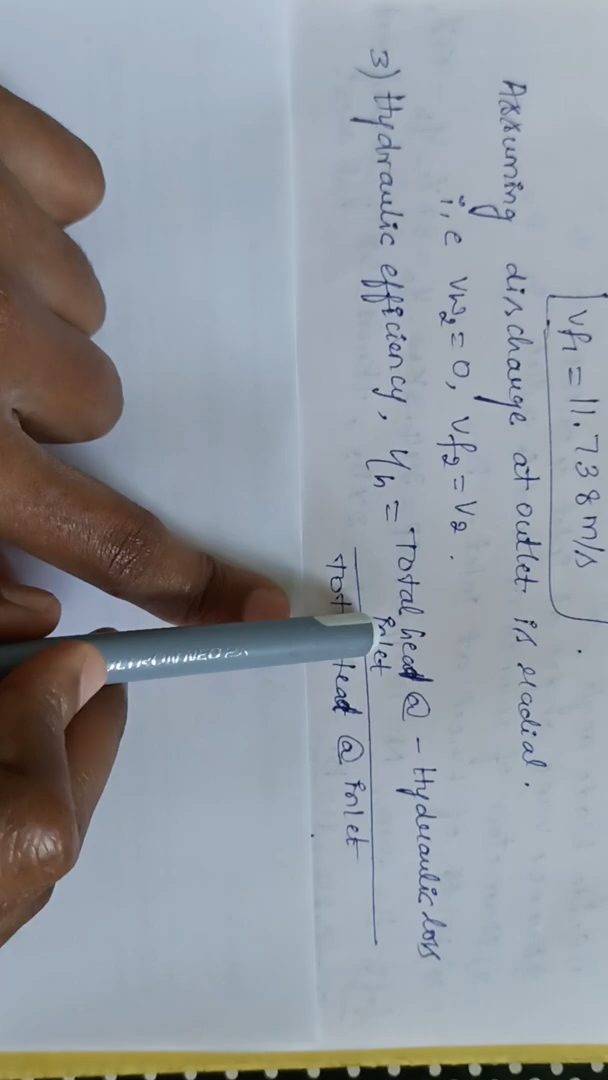 Vf1 = 11.738 m/s .
Assuming discharge at outlet is radial.
i,e Vw2 = 0, Vf2 = V2 .
3) Hydraulic efficiency, ηh = Total head @ - Hydraulic loss
inlet
head @ inlet